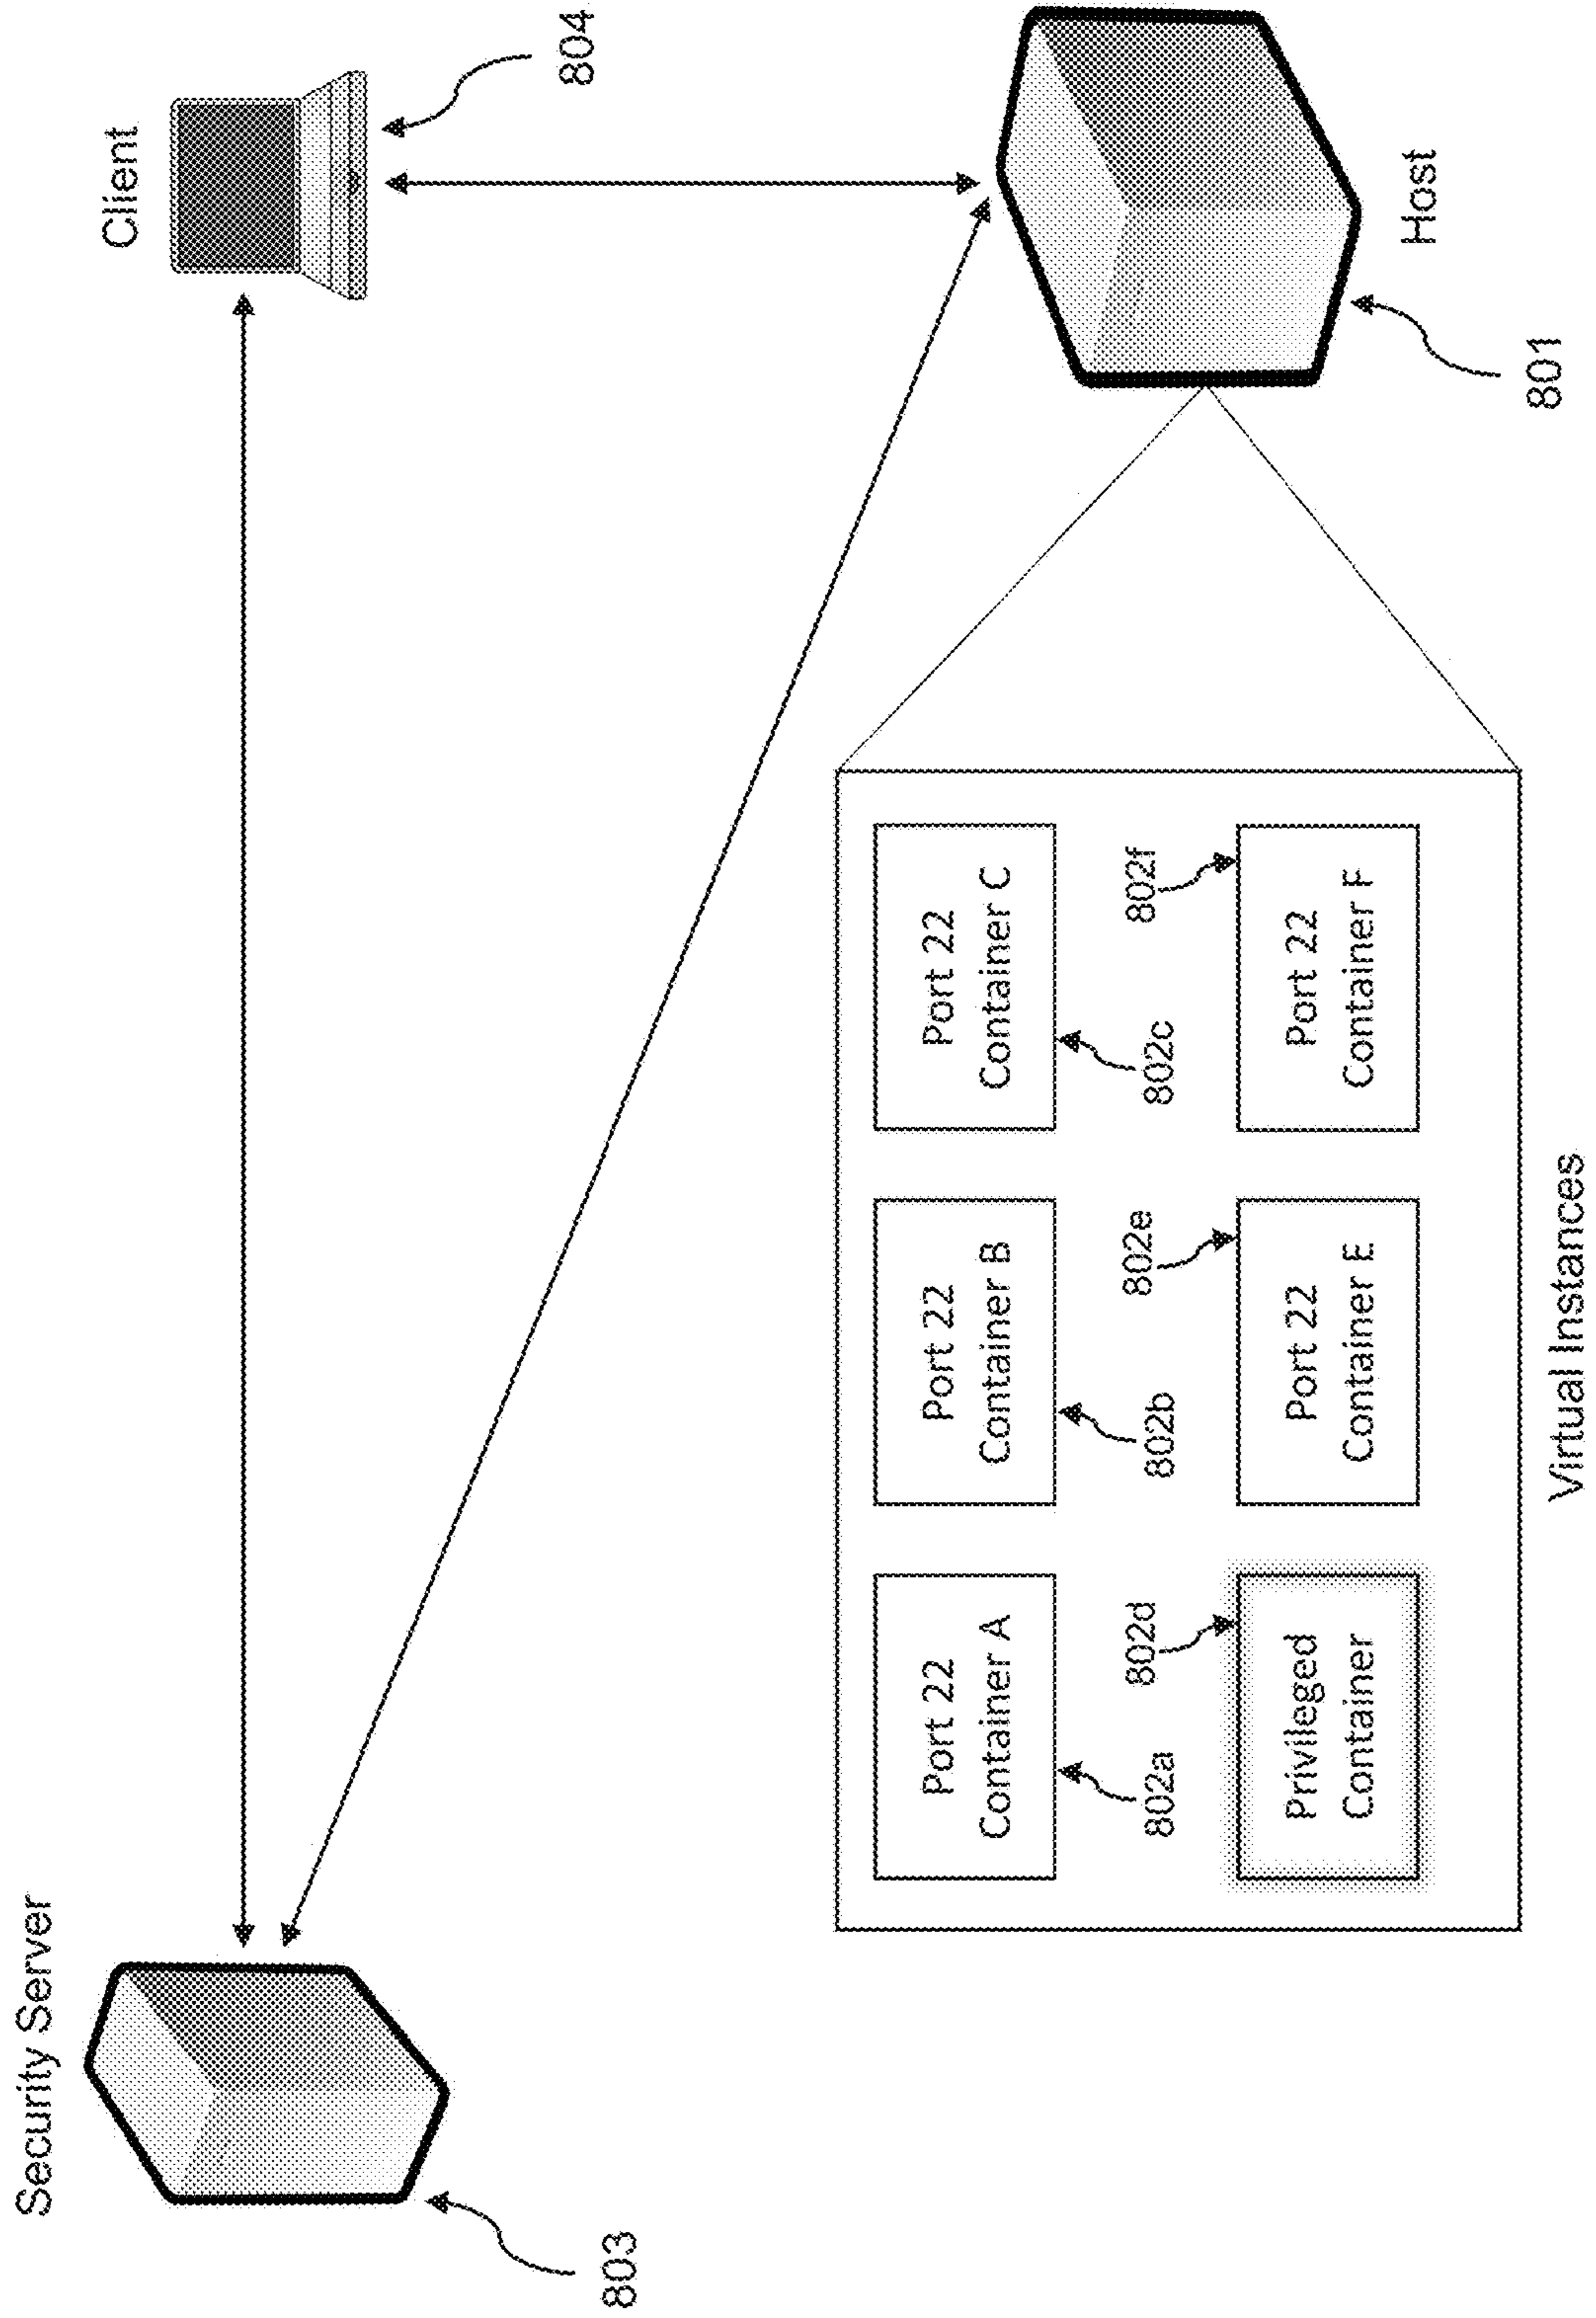 Security Server
Client
803
804
Port 22
Container A
Port 22
Container B
Port 22
Container C
802a
802b
802c
802d
802e
802f
Privileged
Container
Port 22
Container E
Port 22
Container F
Virtual Instances
Host
801